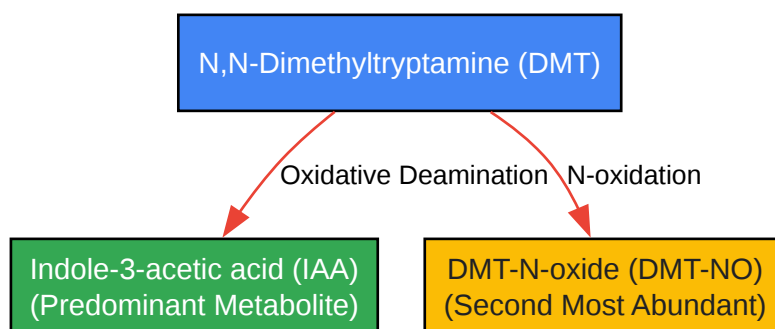 N,N-Dimethyltryptamine (DMT)
Oxidative Deamination
N-oxidation
Indole-3-acetic acid (IAA)
(Predominant Metabolite)
DMT-N-oxide (DMT-NO)
(Second Most Abundant)